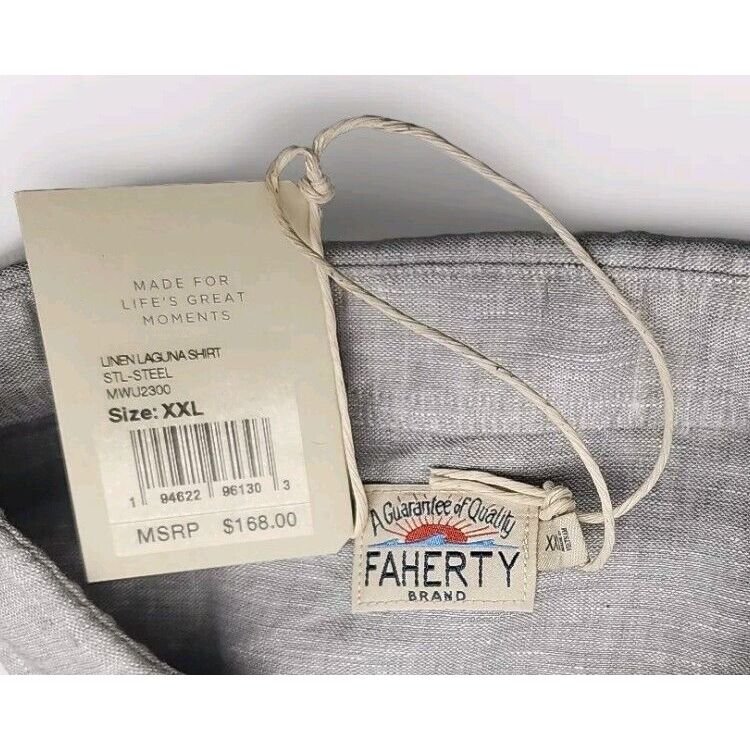 MADE FOR
LIFE'S GREAT
MOMENTS
LINEN LAGUNA SHIRT
STL-STEEL
MWU2300
Size: XXL
1 94622 96130 3
MSRP $168.00
A Guarantee of Quality
FAHERTY
BRAND